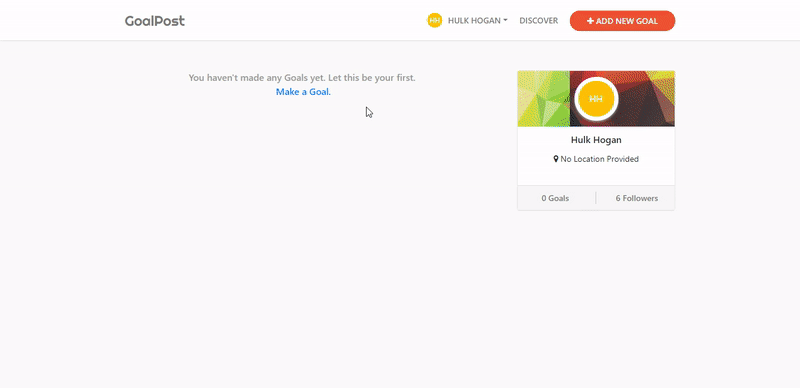 GoalPost
HH HULK HOGAN DISCOVER + ADD NEW GOAL
You haven't made any Goals yet. Let this be your first.
Make a Goal.
HH
Hulk Hogan
No Location Provided
0 Goals 6 Followers